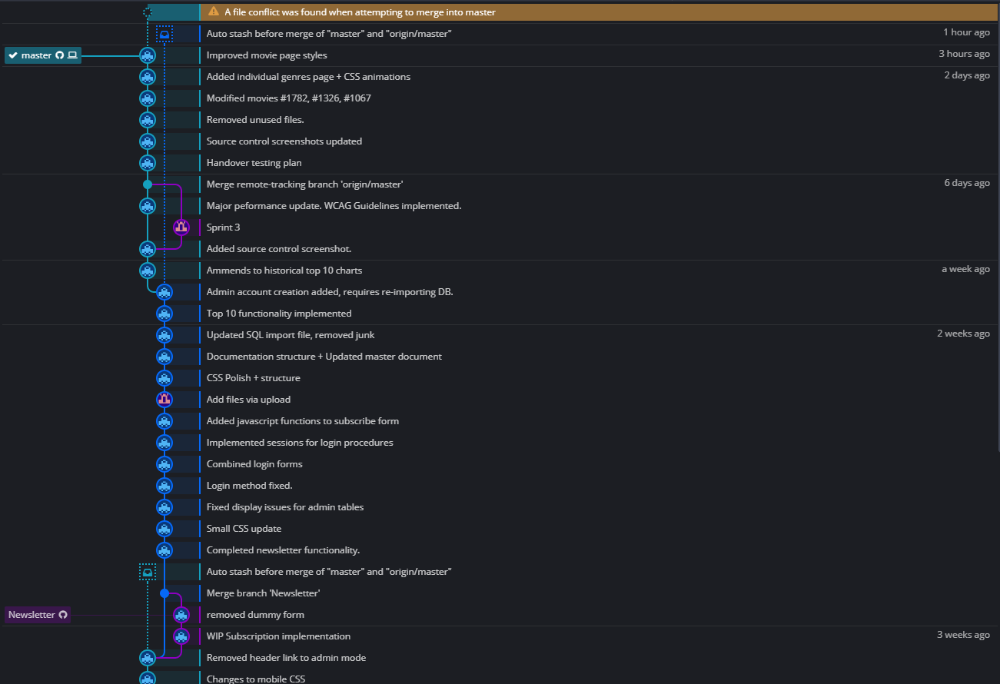 A file conflict was found when attempting to merge into master
Auto stash before merge of "master" and "origin/master" 1 hour ago
master Improved movie page styles 3 hours ago
Added individual genres page + CSS animations 2 days ago
Modified movies #1782, #1326, #1067
Removed unused files.
Source control screenshots updated
Handover testing plan
Merge remote-tracking branch 'origin/master' 6 days ago
Major peformance update. WCAG Guidelines implemented.
Sprint 3
Added source control screenshot.
Ammends to historical top 10 charts a week ago
Admin account creation added, requires re-importing DB.
Top 10 functionality implemented
Updated SQL import file, removed junk 2 weeks ago
Documentation structure + Updated master document
CSS Polish + structure
Add files via upload
Added javascript functions to subscribe form
Implemented sessions for login procedures
Combined login forms
Login method fixed.
Fixed display issues for admin tables
Small CSS update
Completed newsletter functionality.
Auto stash before merge of "master" and "origin/master"
Merge branch 'Newsletter'
Newsletter removed dummy form
WIP Subscription implementation 3 weeks ago
Removed header link to admin mode
Changes to mobile CSS